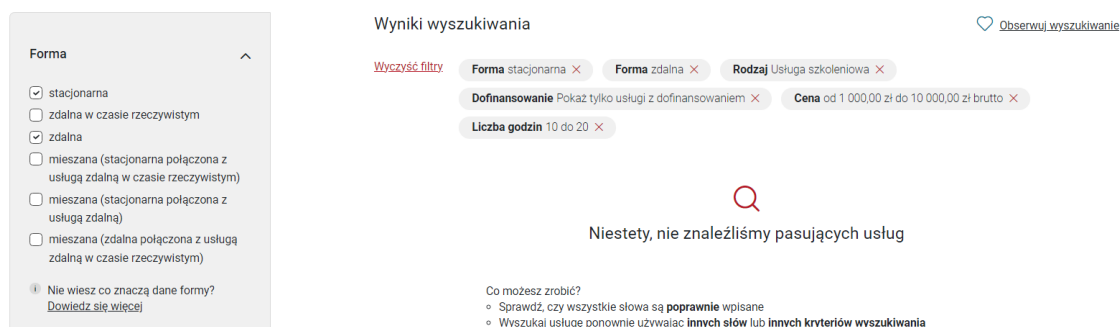 Forma
stacjonarna
zdalna w czasie rzeczywistym
zdalna
mieszana (stacjonarna połączona z
usługą zdalną w czasie rzeczywistym)
mieszana (stacjonarna połączona z
usługą zdalną)
mieszana (zdalna połączona z usługą
zdalną w czasie rzeczywistym)
Nie wiesz co znaczą dane formy?
Dowiedz się więcej
Wyniki wyszukiwania
Obserwuj wyszukiwanie
Wyczyść filtry
Forma stacjonarna
Forma zdalna
Rodzaj Usługa szkoleniowa
Dofinansowanie Pokaż tylko usługi z dofinansowaniem
Cena od 1 000,00 zł do 10 000,00 zł brutto
Liczba godzin 10 do 20
Niestety, nie znaleźliśmy pasujących usług
Co możesz zrobić?
Sprawdź, czy wszystkie słowa są poprawnie wpisane
Wyszukaj usługę ponownie używając innych słów lub innych kryteriów wyszukiwania